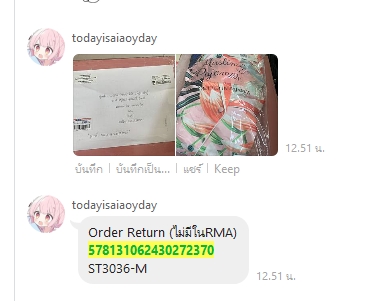 todayisaiaoyday
12.51 น.
บันทึก | บันทึกเป็น... | แชร์ | Keep
todayisaiaoyday
Order Return (ไม่มีในRMA)
578131062430272370
ST3036-M
12.51 น.